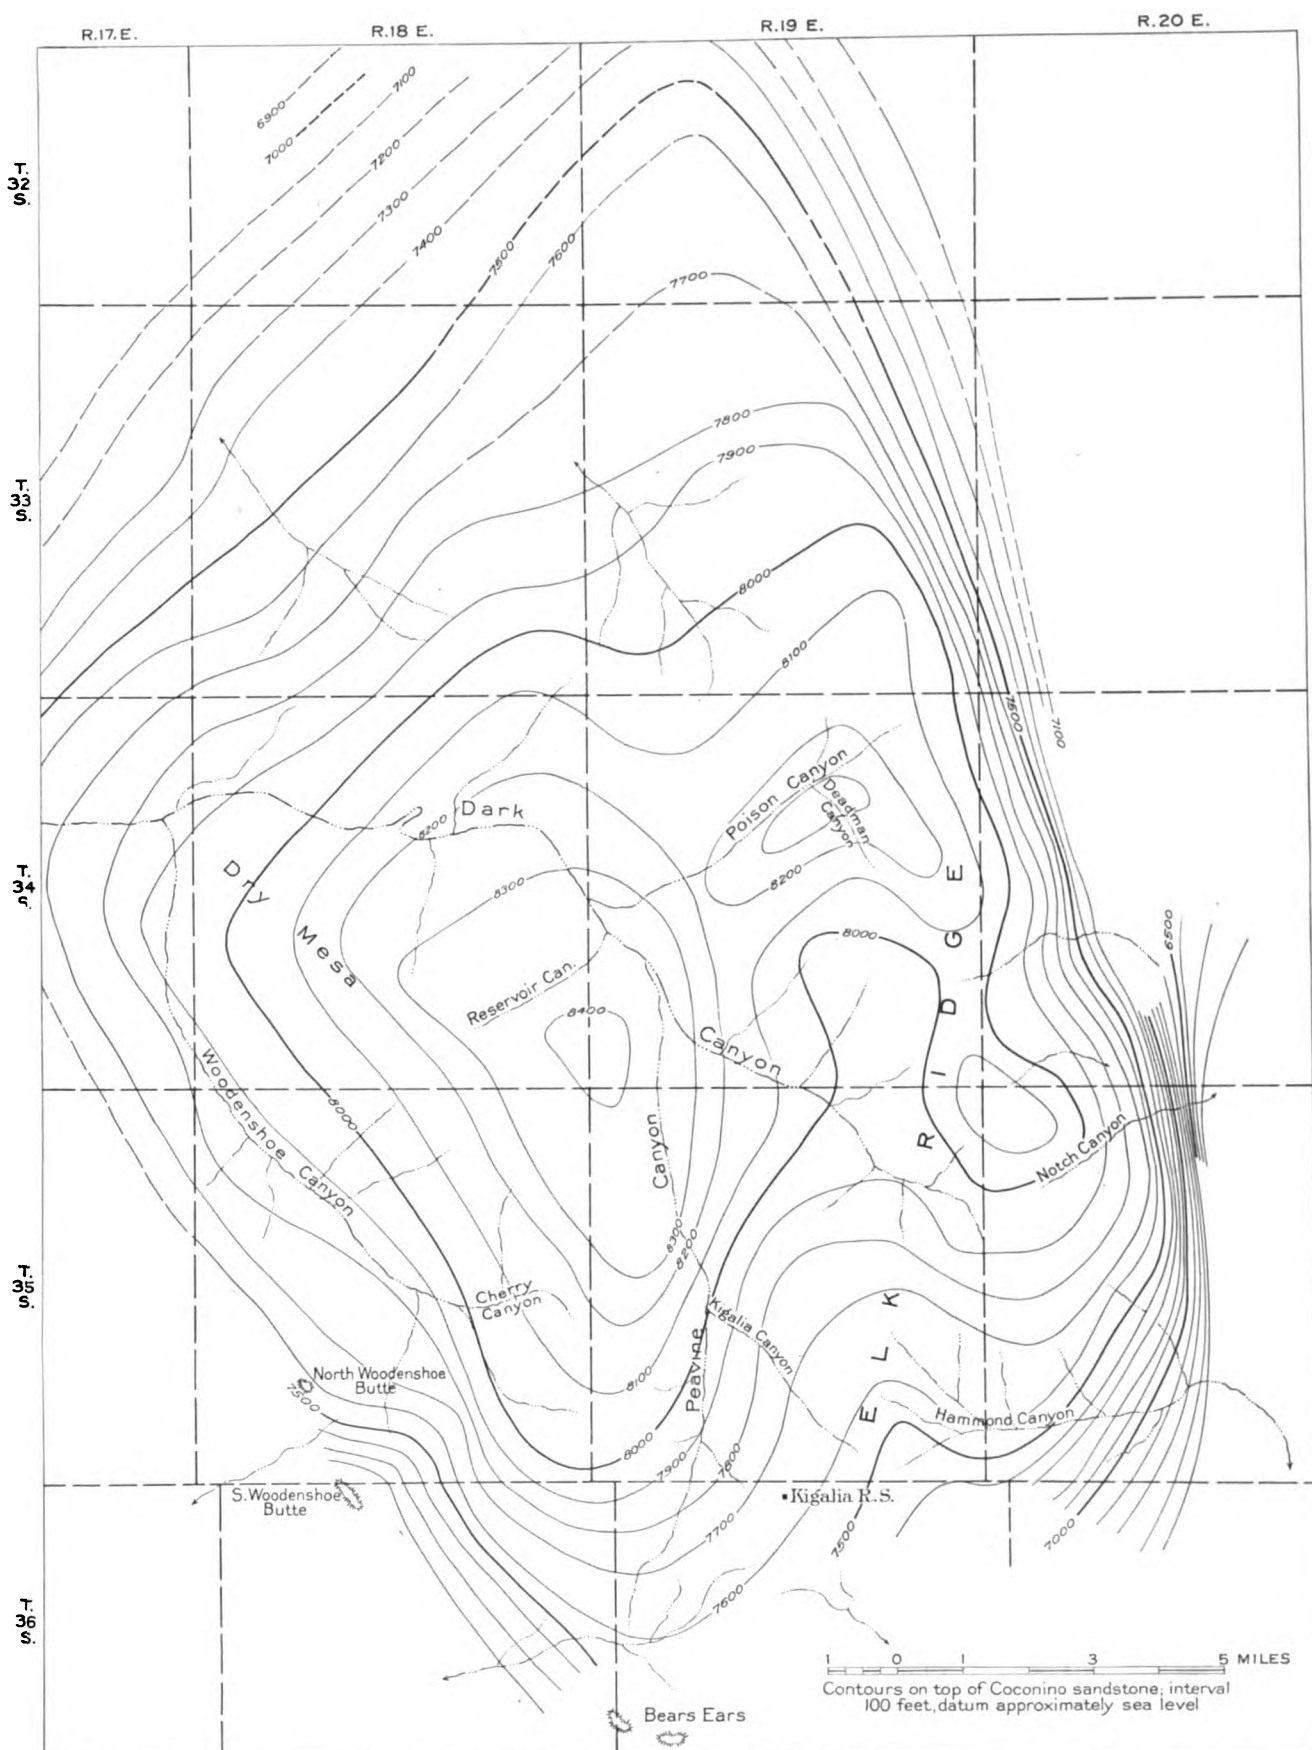 R.17.E.
R.18 E.
R.19 E.
R.20 E.
T.
32
S.
6900
7000
7100
7200
7300
7400
7500
7600
7700
T.
33
S.
7800
7900
8000
8100
7500
7100
T.
34
S.
Dark
8200
Poison Canyon
Deadman
Canyon
8200
Dry
Mesa
8300
8000
6500
Reservoir Can.
8400
Canyon
Woodenshoe Canyon
8000
Canyon
Notch Canyon
ELK RIDGE
T.
35
S.
8300
8200
Cherry
Canyon
Kigalia Canyon
Peavine
North Woodenshoe
Butte
7500
8100
Hammond Canyon
8000
7900
7800
S. Woodenshoe
Butte
Kigalia R.S.
7700
7500
7000
7600
T.
36
S.
1 0 1 3 5 MILES
Contours on top of Coconino sandstone; interval
100 feet, datum approximately sea level
Bears Ears